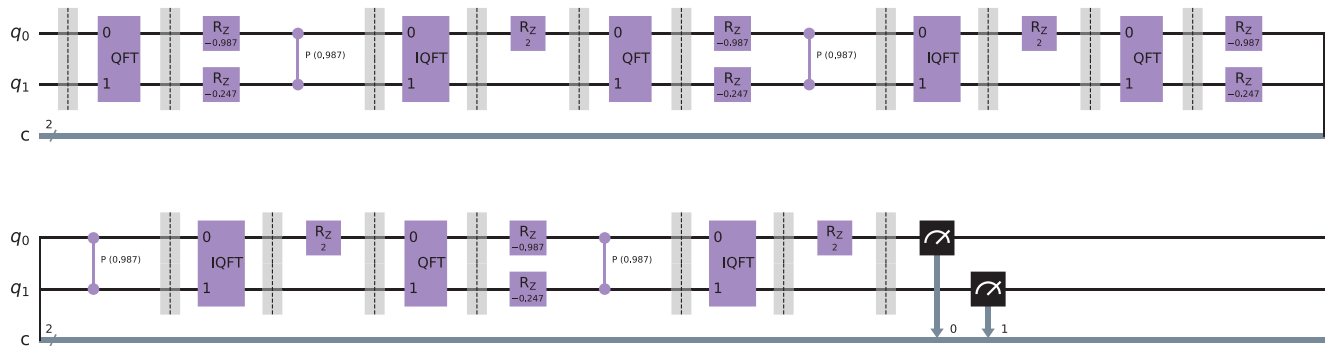 q0 0 QFT RZ -0.987 P (0.987) 0 IQFT RZ 2 0 QFT RZ -0.987 P (0.987) 0 IQFT RZ 2 0 QFT RZ -0.987
q1 1 RZ -0.247 1 1 RZ -0.247 1 1 RZ -0.247
c 2
q0 P (0.987) 0 IQFT RZ 2 0 QFT RZ -0.987 P (0.987) 0 IQFT RZ 2
q1 1 1 RZ -0.247 1
c 2 0 1